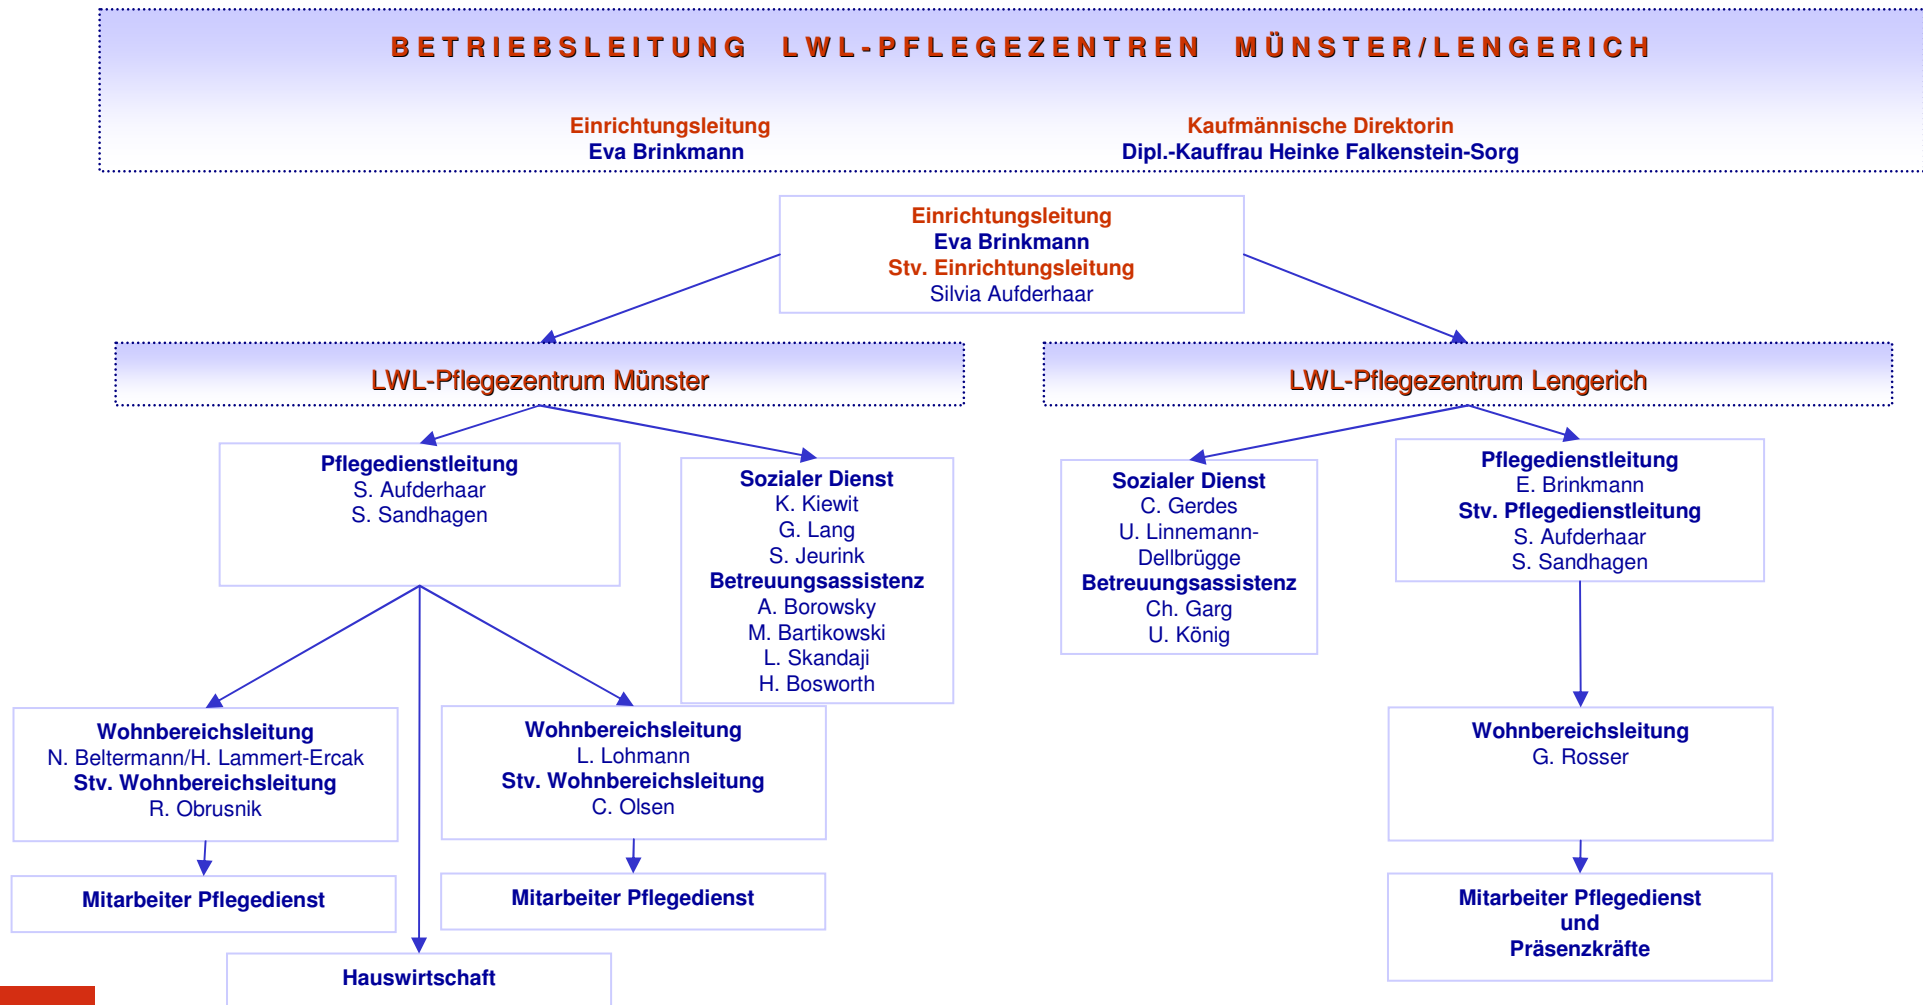 BETRIEBSLEITUNG LWL-PFLEGEZENTREN MÜNSTER/LENGERICH
Einrichtungsleitung
Eva Brinkmann
Kaufmännische Direktorin
Dipl.-Kauffrau Heinke Falkenstein-Sorg
Einrichtungsleitung
Eva Brinkmann
Stv. Einrichtungsleitung
Silvia Aufderhaar
LWL-Pflegezentrum Münster
LWL-Pflegezentrum Lengerich
Pflegedienstleitung
S. Aufderhaar
S. Sandhagen
Sozialer Dienst
K. Kiewit
G. Lang
S. Jeurink
Betreuungsassistenz
A. Borowsky
M. Bartikowski
L. Skandaji
H. Bosworth
Sozialer Dienst
C. Gerdes
U. Linnemann-
Dellbrügge
Betreuungsassistenz
Ch. Garg
U. König
Pflegedienstleitung
E. Brinkmann
Stv. Pflegedienstleitung
S. Aufderhaar
S. Sandhagen
Wohnbereichsleitung
N. Beltermann/H. Lammert-Ercak
Stv. Wohnbereichsleitung
R. Obrusnik
Wohnbereichsleitung
L. Lohmann
Stv. Wohnbereichsleitung
C. Olsen
Wohnbereichsleitung
G. Rosser
Mitarbeiter Pflegedienst
Mitarbeiter Pflegedienst
Mitarbeiter Pflegedienst
und
Präsenzkräfte
Hauswirtschaft